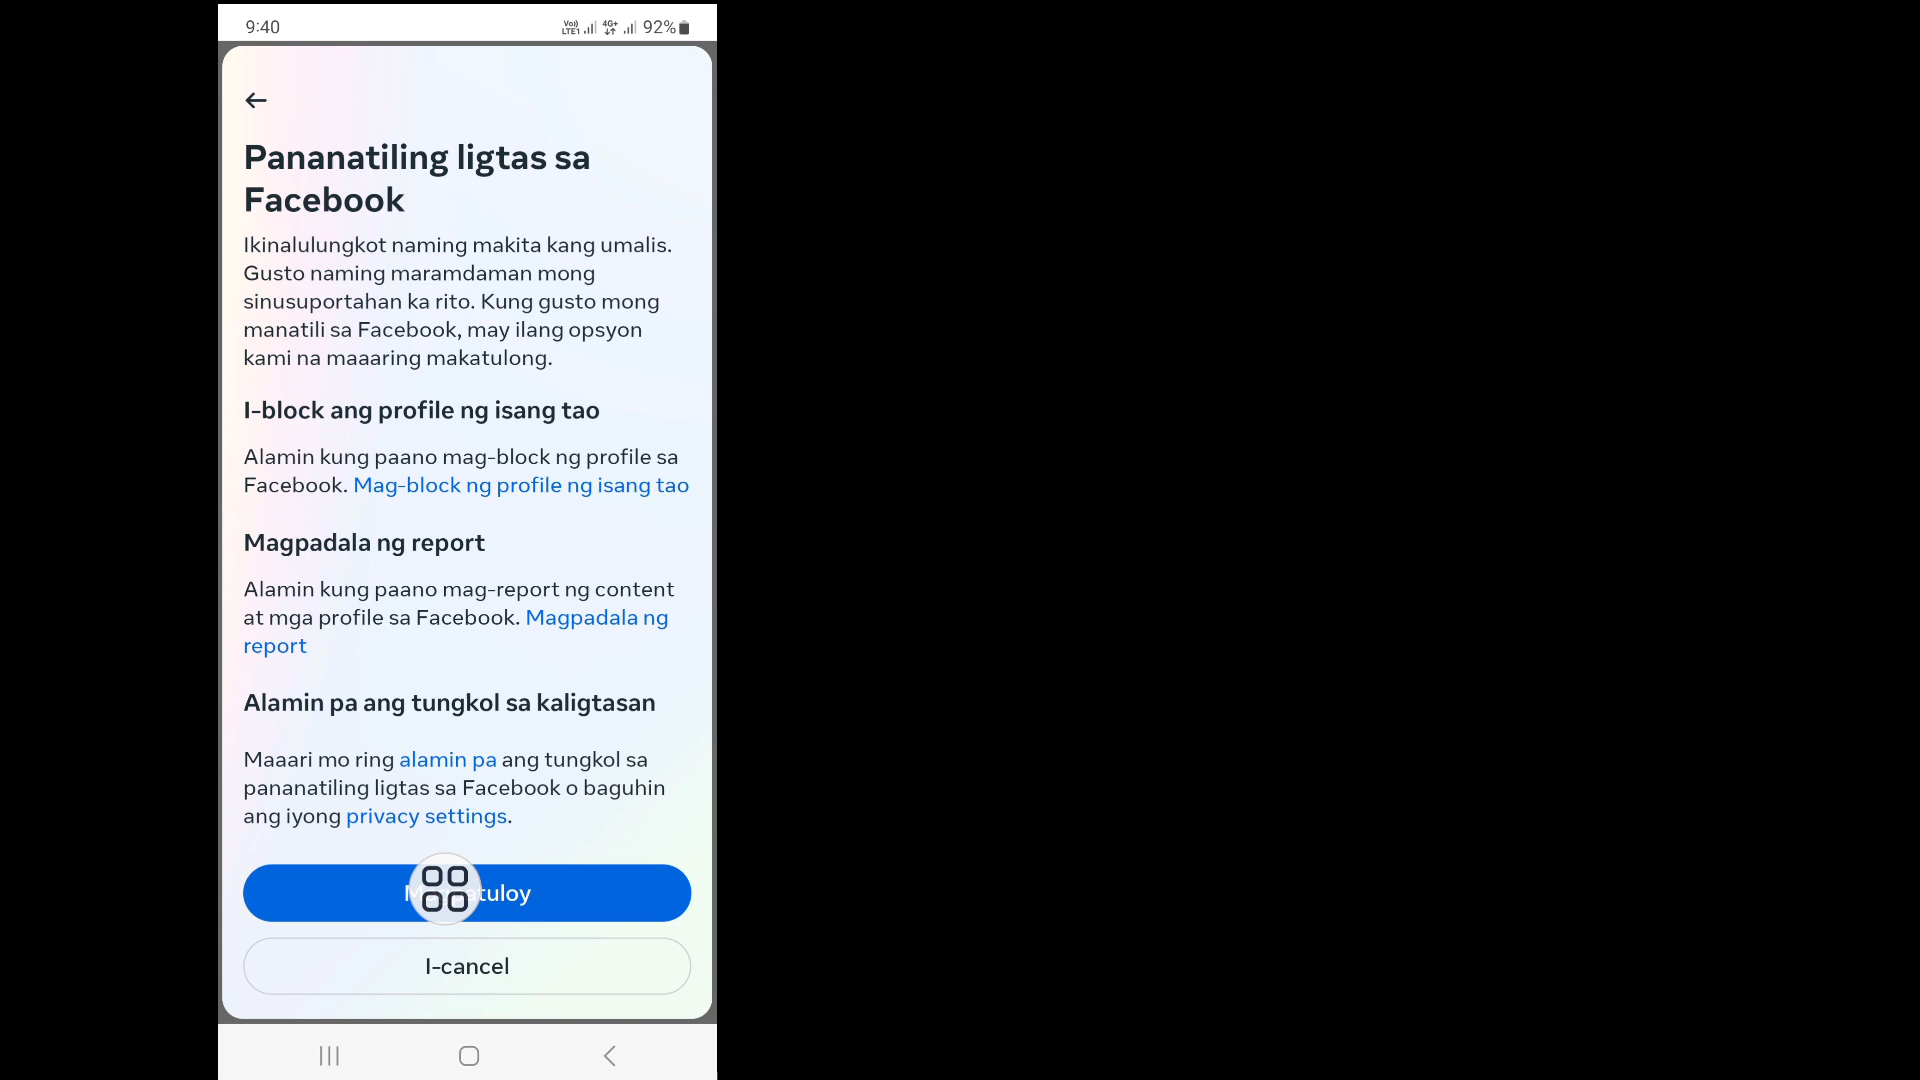 9:40
Vo)) LTE1 4G+ 92%
Pananatiling ligtas sa
Facebook
Ikinalulungkot naming makita kang umalis.
Gusto naming maramdaman mong
sinusuportahan ka rito. Kung gusto mong
manatili sa Facebook, may ilang opsyon
kami na maaaring makatulong.
I-block ang profile ng isang tao
Alamin kung paano mag-block ng profile sa
Facebook. Mag-block ng profile ng isang tao
Magpadala ng report
Alamin kung paano mag-report ng content
at mga profile sa Facebook. Magpadala ng
report
Alamin pa ang tungkol sa kaligtasan
Maaari mo ring alamin pa ang tungkol sa
pananatiling ligtas sa Facebook o baguhin
ang iyong privacy settings.
I-cancel